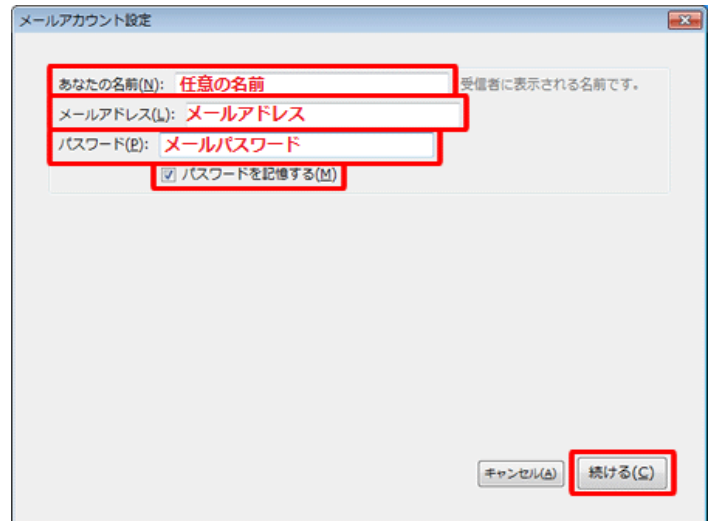 メールアカウント設定
あなたの名前(N): 任意の名前 受信者に表示される名前です。
メールアドレス(L): メールアドレス
パスワード(P): メールパスワード
パスワードを記憶する(M)
キャンセル(A) 続ける(C)